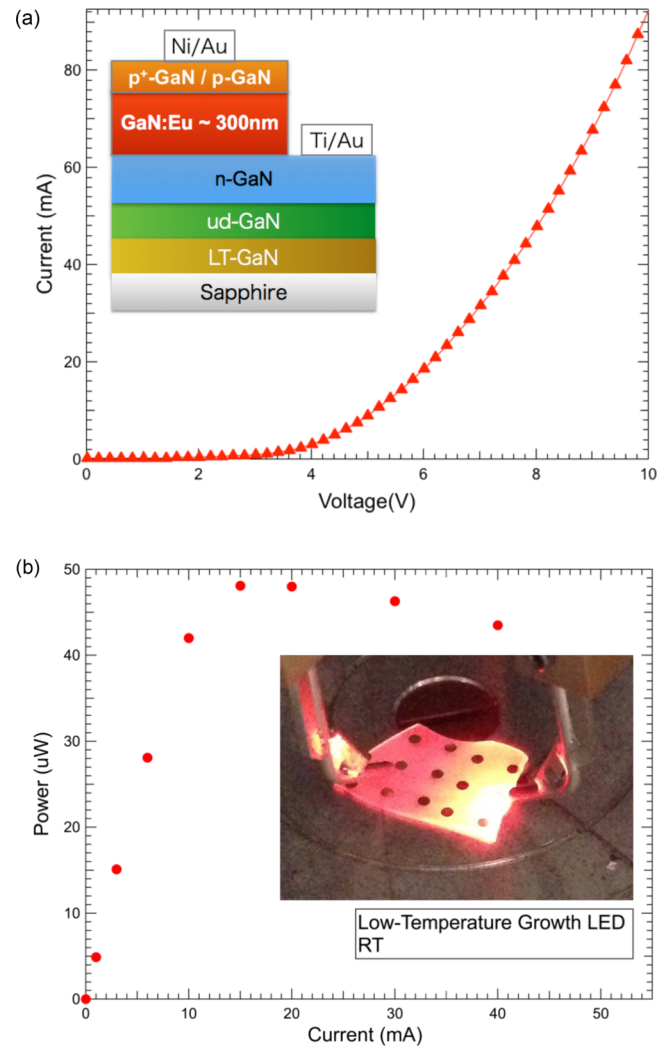 (a)
Ni/Au
p⁺-GaN / p-GaN
GaN:Eu ~ 300nm
Ti/Au
n-GaN
ud-GaN
LT-GaN
Sapphire
Current (mA)
80
60
40
20
0
0 2 4 6 8 10
Voltage(V)
(b)
Power (uW)
50
40
30
20
10
0
Low-Temperature Growth LED
RT
0 10 20 30 40 50
Current (mA)